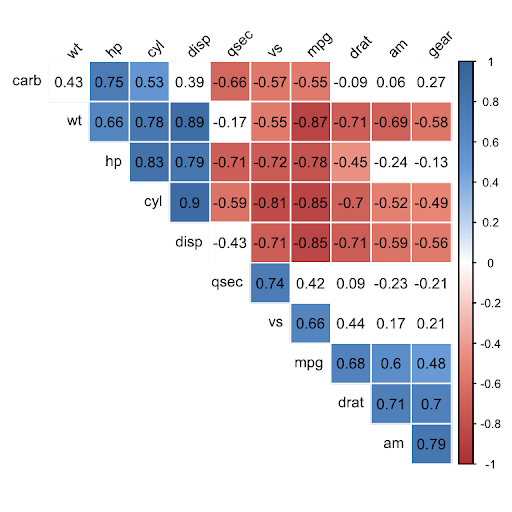 wt hp cyl disp qsec vs mpg drat am gear
carb 0.43 0.75 0.53 0.39 -0.66 -0.57 -0.55 -0.09 0.06 0.27
wt 0.66 0.78 0.89 -0.17 -0.55 -0.87 -0.71 -0.69 -0.58
hp 0.83 0.79 -0.71 -0.72 -0.78 -0.45 -0.24 -0.13
cyl 0.9 -0.59 -0.81 -0.85 -0.7 -0.52 -0.49
disp -0.43 -0.71 -0.85 -0.71 -0.59 -0.56
qsec 0.74 0.42 0.09 -0.23 -0.21
vs 0.66 0.44 0.17 0.21
mpg 0.68 0.6 0.48
drat 0.71 0.7
am 0.79
1
0.8
0.6
0.4
0.2
0
-0.2
-0.4
-0.6
-0.8
-1